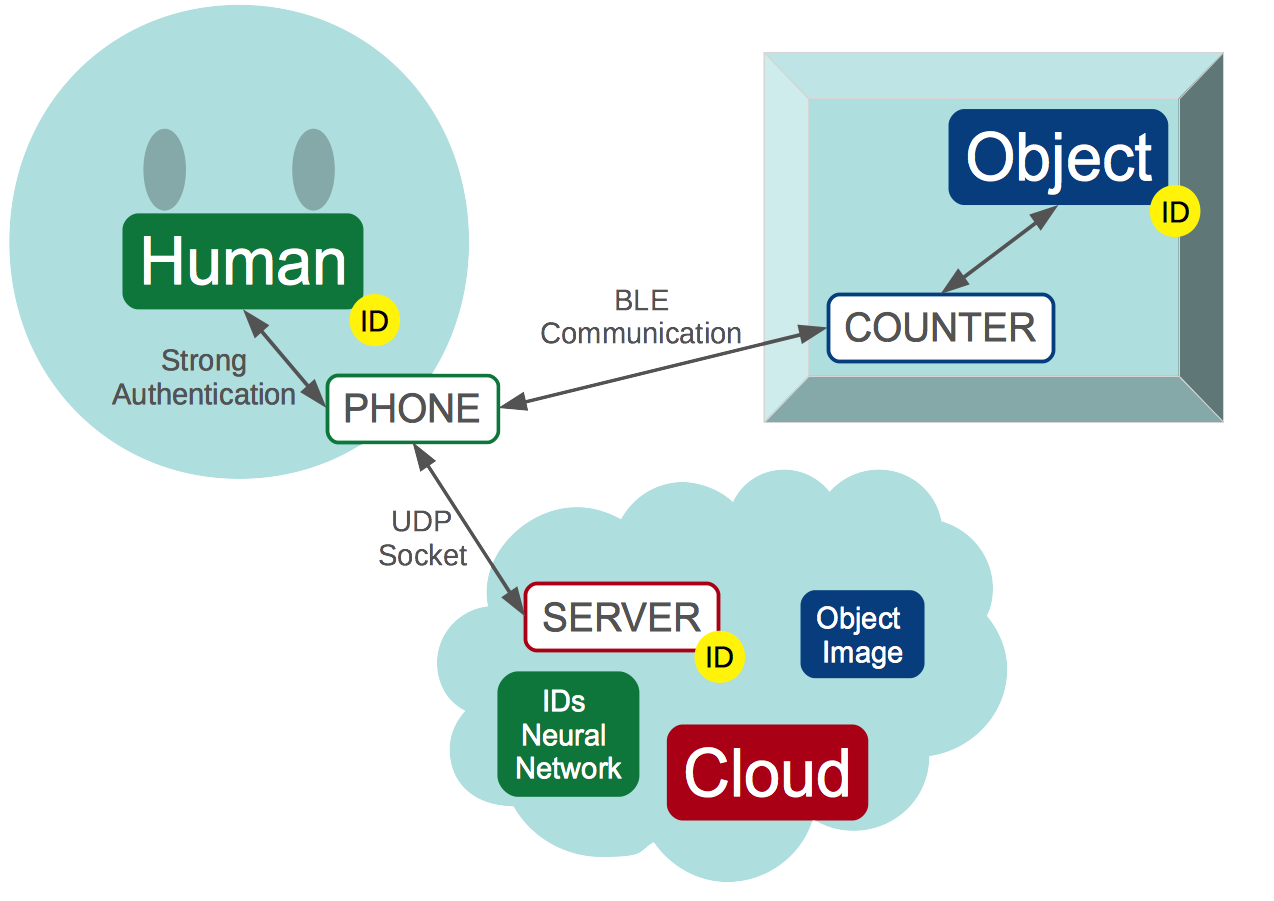 Human
ID
Strong
Authentication
PHONE
BLE
Communication
Object
ID
COUNTER
UDP
Socket
SERVER
ID
IDs
Neural
Network
Object
Image
Cloud